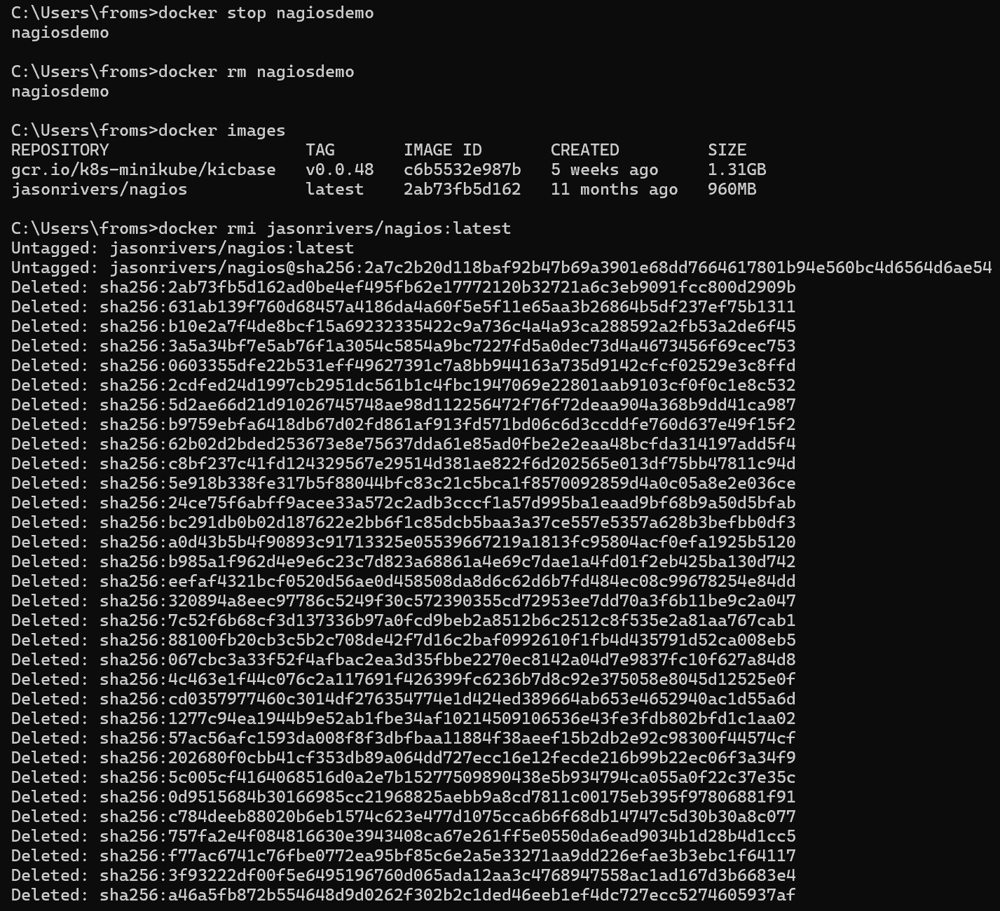 C:\Users\froms>docker stop nagiosdemo
nagiosdemo
C:\Users\froms>docker rm nagiosdemo
nagiosdemo
C:\Users\froms>docker images
REPOSITORY                    TAG       IMAGE ID       CREATED         SIZE
gcr.io/k8s-minikube/kicbase   v0.0.48   c6b5532e987b   5 weeks ago     1.31GB
jasonrivers/nagios            latest    2ab73fb5d162   11 months ago   960MB
C:\Users\froms>docker rmi jasonrivers/nagios:latest
Untagged: jasonrivers/nagios:latest
Untagged: jasonrivers/nagios@sha256:2a7c2b20d118baf92b47b69a3901e68dd7664617801b94e560bc4d6564d6ae54
Deleted: sha256:2ab73fb5d162ad0be4ef495fb62e17772120b32721a6c3eb9091fcc800d2909b
Deleted: sha256:631ab139f760d68457a4186da4a60f5e5f11e65aa3b26864b5df237ef75b1311
Deleted: sha256:b10e2a7f4de8bcf15a69232335422c9a736c4a4a93ca288592a2fb53a2de6f45
Deleted: sha256:3a5a34bf7e5ab76f1a3054c5854a9bc7227fd5a0dec73d4a4673456f69cec753
Deleted: sha256:0603355dfe22b531eff49627391c7a8bb944163a735d9142cfcf02529e3c8ffd
Deleted: sha256:2cdfed24d1997cb2951dc561b1c4fbc1947069e22801aab9103cf0f0c1e8c532
Deleted: sha256:5d2ae66d21d91026745748ae98d112256472f76f72deaa904a368b9dd41ca987
Deleted: sha256:b9759ebfa6418db67d02fd861af913fd571bd06c6d3ccddfe760d637e49f15f2
Deleted: sha256:62b02d2bded253673e8e75637dda61e85ad0fbe2e2eaa48bcfda314197add5f4
Deleted: sha256:c8bf237c41fd124329567e29514d381ae822f6d202565e013df75bb47811c94d
Deleted: sha256:5e918b338fe317b5f88044bfc83c21c5bca1f8570092859d4a0c05a8e2e036ce
Deleted: sha256:24ce75f6abff9acee33a572c2adb3cccf1a57d995ba1eaad9bf68b9a50d5bfab
Deleted: sha256:bc291db0b02d187622e2bb6f1c85dcb5baa3a37ce557e5357a628b3befbb0df3
Deleted: sha256:a0d43b5b4f90893c91713325e05539667219a1813fc95804acf0efa1925b5120
Deleted: sha256:b985a1f962d4e9e6c23c7d823a68861a4e69c7dae1a4fd01f2eb425ba130d742
Deleted: sha256:eefaf4321bcf0520d56ae0d458508da8d6c62d6b7fd484ec08c99678254e84dd
Deleted: sha256:320894a8eec97786c5249f30c572390355cd72953ee7dd70a3f6b11be9c2a047
Deleted: sha256:7c52f6b68cf3d137336b97a0fcd9beb2a8512b6c2512c8f535e2a81aa767cab1
Deleted: sha256:88100fb20cb3c5b2c708de42f7d16c2baf0992610f1fb4d435791d52ca008eb5
Deleted: sha256:067cbc3a33f52f4afbac2ea3d35fbbe2270ec8142a04d7e9837fc10f627a84d8
Deleted: sha256:4c463e1f44c076c2a117691f426399fc6236b7d8c92e375058e8045d12525e0f
Deleted: sha256:cd0357977460c3014df276354774e1d424ed389664ab653e4652940ac1d55a6d
Deleted: sha256:1277c94ea1944b9e52ab1fbe34af10214509106536e43fe3fdb802bfd1c1aa02
Deleted: sha256:57ac56afc1593da008f8f3dbfbaa11884f38aeef15b2db2e92c98300f44574cf
Deleted: sha256:202680f0cbb41cf353db89a064dd727ecc16e12fecde216b99b22ec06f3a34f9
Deleted: sha256:5c005cf4164068516d0a2e7b15277509890438e5b934794ca055a0f22c37e35c
Deleted: sha256:0d9515684b30166985cc21968825aebb9a8cd7811c00175eb395f97806881f91
Deleted: sha256:c784deeb88020b6eb1574c623e477d1075cca6b6f68db14747c5d30b30a8c077
Deleted: sha256:757fa2e4f084816630e3943408ca67e261ff5e0550da6ead9034b1d28b4d1cc5
Deleted: sha256:f77ac6741c76fbe0772ea95bf85c6e2a5e33271aa9dd226efae3b3ebc1f64117
Deleted: sha256:3f93222df00f5e6495196760d065ada12aa3c4768947558ac1ad167d3b6683e4
Deleted: sha256:a46a5fb872b554648d9d0262f302b2c1ded46eeb1ef4dc727ecc5274605937af